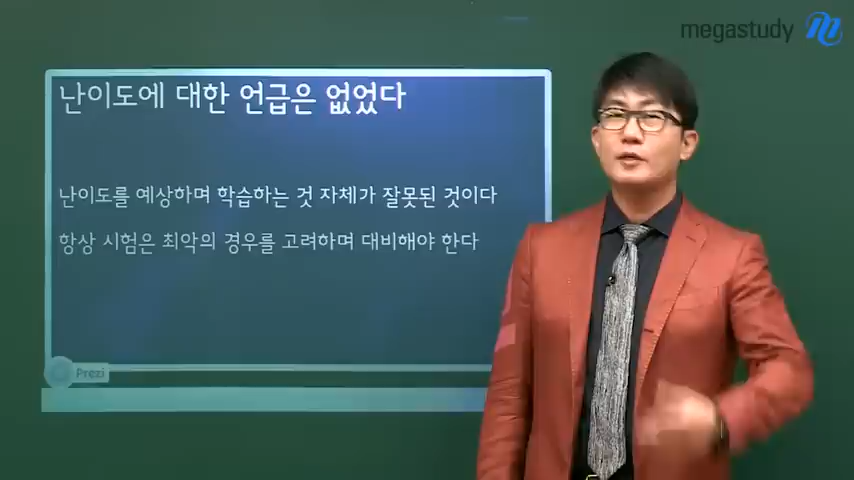 megastudy
난이도에 대한 언급은 없었다
난이도를 예상하며 학습하는 것 자체가 잘못된 것이다
항상 시험은 최악의 경우를 고려하며 대비해야 한다
Prezi